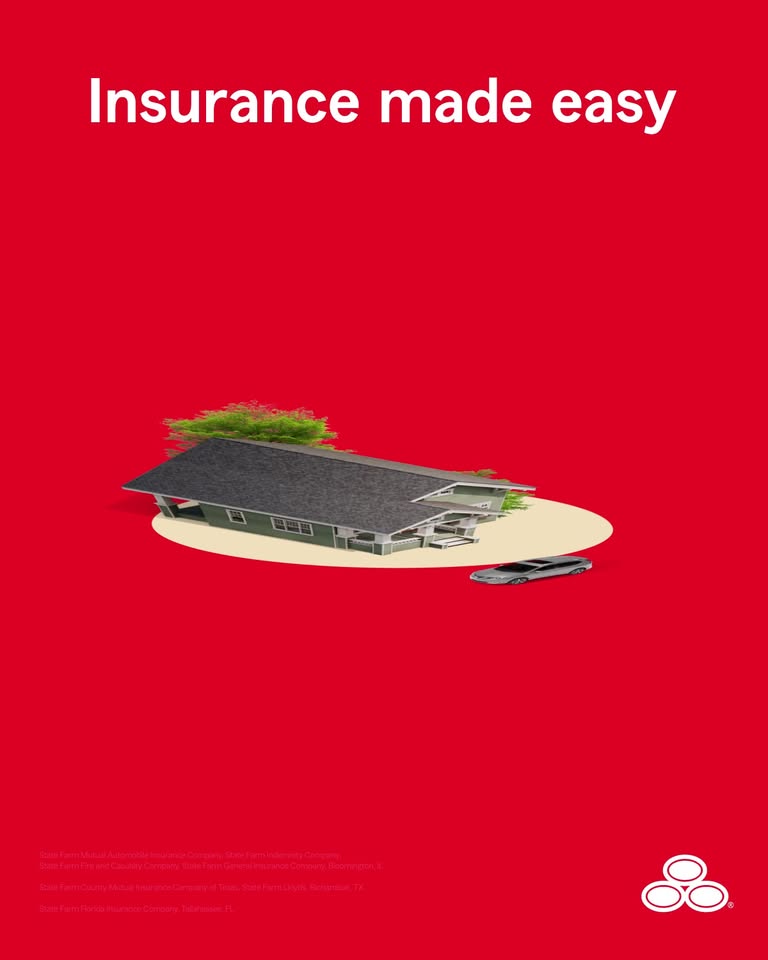 Insurance made easy
State Farm Mutual Automobile Insurance Company, State Farm Indemnity Company,
State Farm Fire and Casualty Company, State Farm General Insurance Company, Bloomington, IL
State Farm County Mutual Insurance Company of Texas, State Farm Lloyds, Richardson, TX
State Farm Florida Insurance Company, Tallahassee, FL
®